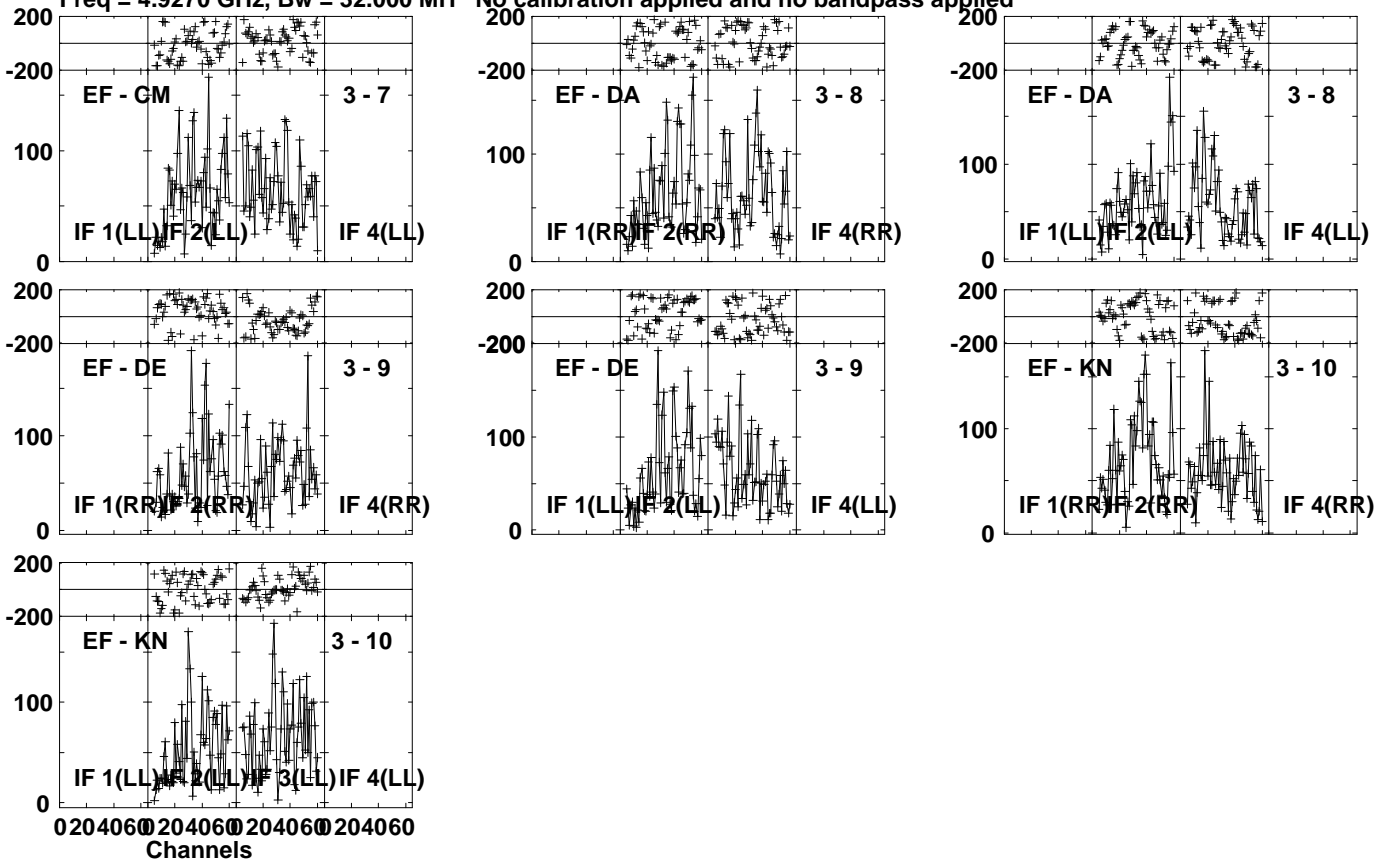 Freq = 4.9270 GHz, Bw = 32.000 MH No calibration applied and no bandpass applied
200
-200
EF - CM 3 - 7
100
IF 1(LL) IF 2(LL) IF 4(LL)
0
200
-200
EF - DA 3 - 8
100
IF 1(RR) IF 2(RR) IF 4(RR)
0
200
-200
EF - DA 3 - 8
100
IF 1(LL) IF 2(LL) IF 4(LL)
0
200
-200
EF - DE 3 - 9
100
IF 1(RR) IF 2(RR) IF 4(RR)
0
200
-200
EF - DE 3 - 9
100
IF 1(LL) IF 2(LL) IF 4(LL)
0
200
-200
EF - KN 3 - 10
100
IF 1(RR) IF 2(RR) IF 4(RR)
0
200
-200
EF - KN 3 - 10
100
IF 1(LL) IF 2(LL) IF 3(LL) IF 4(LL)
0
0 20 40 60 0 20 40 60 0 20 40 60 0 20 40 60
Channels